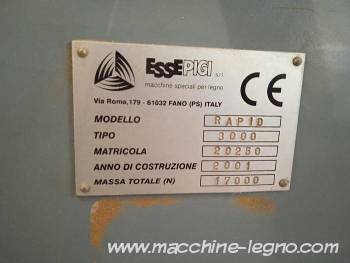 ESSEPIGI s.r.l.
macchine speciali per legno
CE
Via Roma,179 - 61032 FANO (PS) ITALY
MODELLO RAPID
TIPO 3000
MATRICOLA 20280
ANNO DI COSTRUZIONE 2001
MASSA TOTALE (N) 17000
www.macchine-legno.com